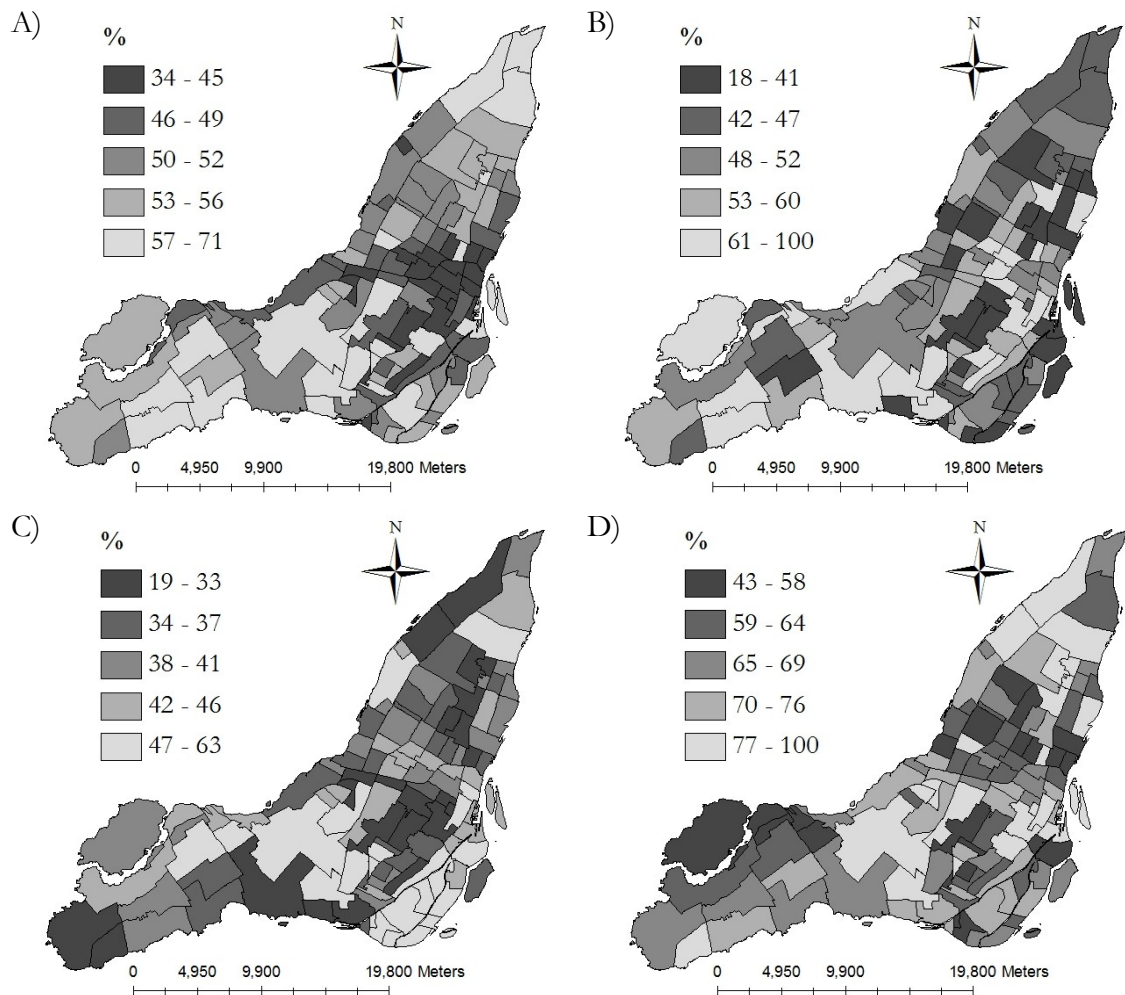 A)
%
34 - 45
46 - 49
50 - 52
53 - 56
57 - 71
N
0 4,950 9,900 19,800 Meters
B)
%
18 - 41
42 - 47
48 - 52
53 - 60
61 - 100
N
0 4,950 9,900 19,800 Meters
C)
%
19 - 33
34 - 37
38 - 41
42 - 46
47 - 63
N
0 4,950 9,900 19,800 Meters
D)
%
43 - 58
59 - 64
65 - 69
70 - 76
77 - 100
N
0 4,950 9,900 19,800 Meters